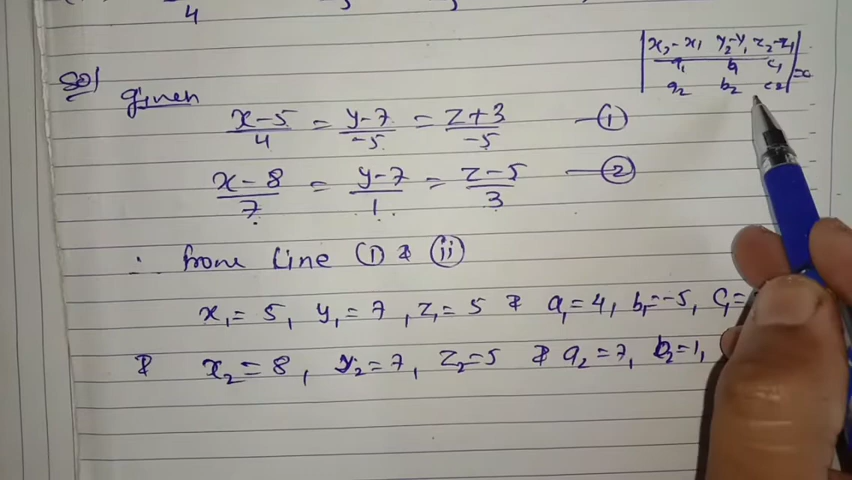 4
| x₂-x₁ y₂-y₁ z₂-z₁ |
| a₁ b₁ c₁ | =0
| a₂ b₂ c2 |
Sol
given
x-5/4 = y-7/-5 = z+3/-5 —①
x-8/7 = y-7/1 = z-5/3 —②
∴ from Line ① & ⓘⓘ
x₁=5, y₁=7, z₁=5 & a₁=4, b₁=-5, c₁=
& x₂=8, y₂=7, z₂=5 & a₂=7, b₂=1,